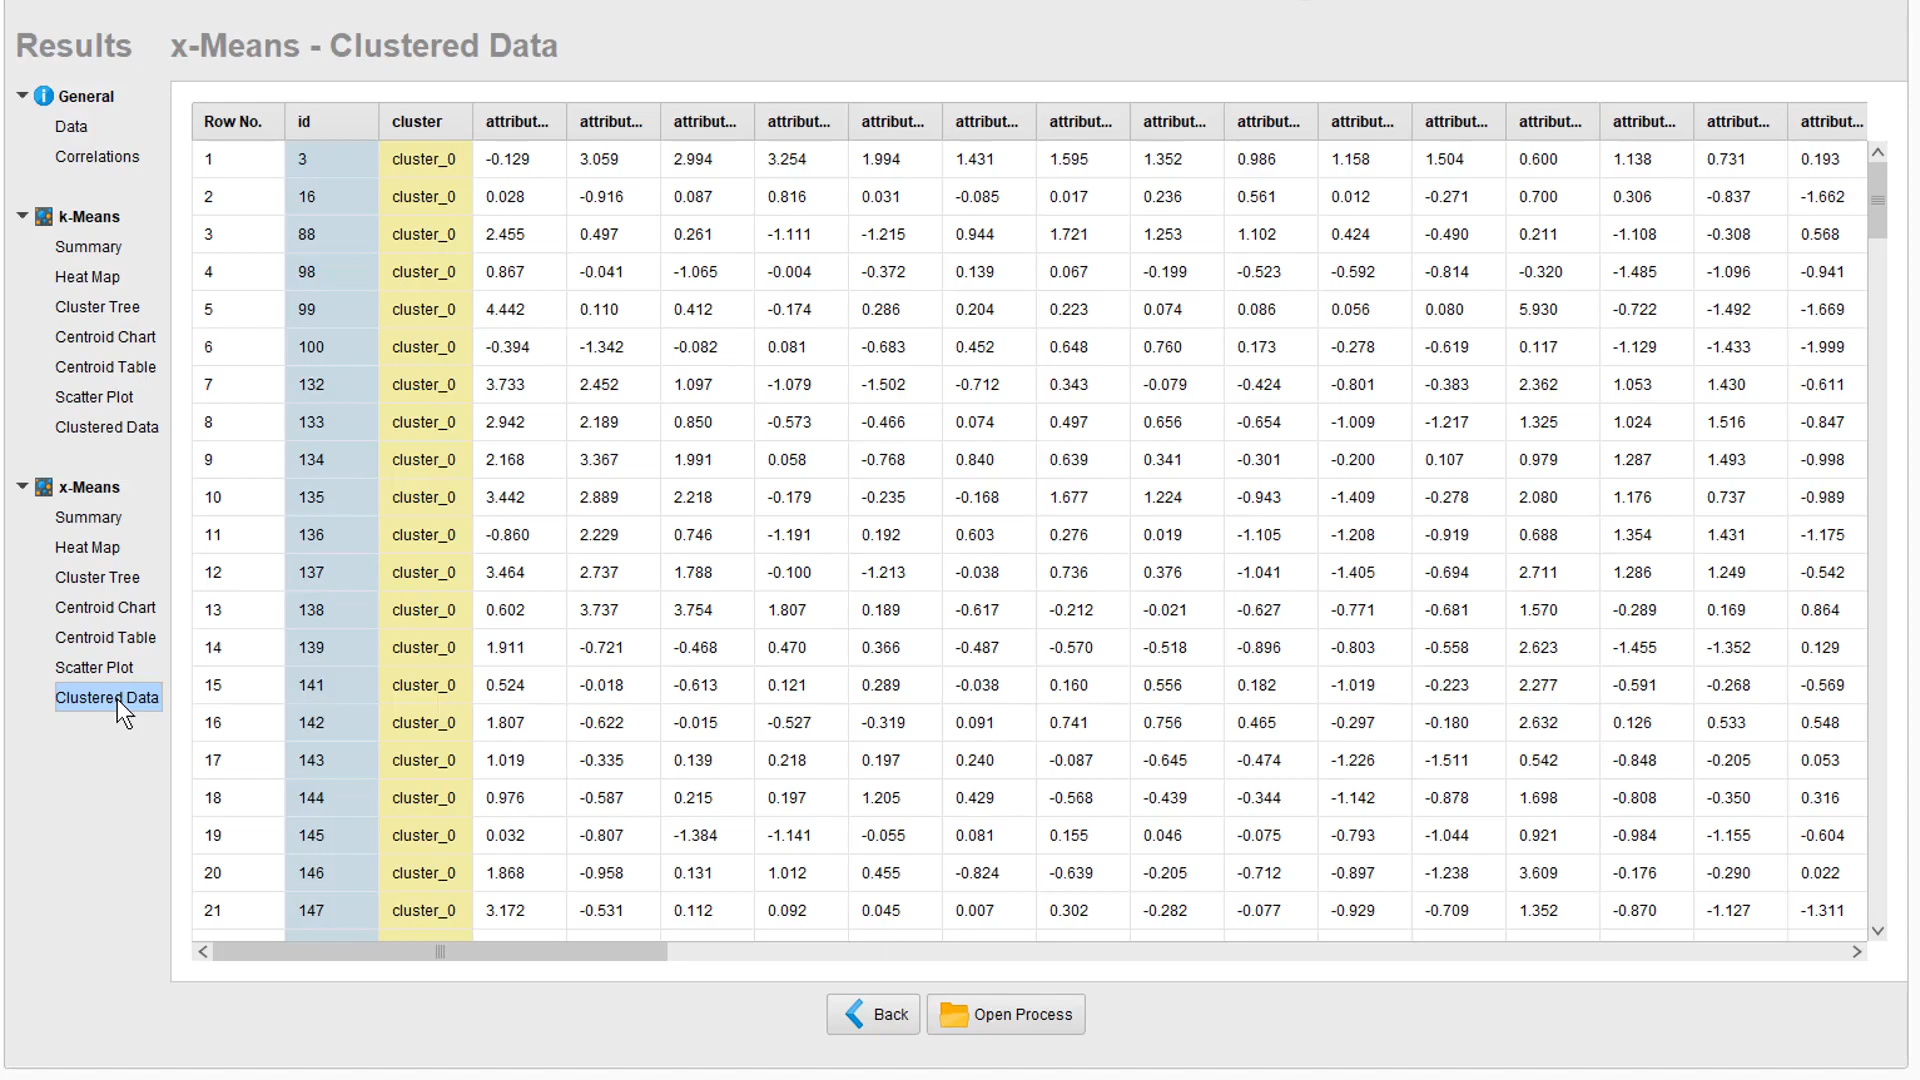 Results x-Means - Clustered Data
General
Data
Correlations
k-Means
Summary
Heat Map
Cluster Tree
Centroid Chart
Centroid Table
Scatter Plot
Clustered Data
x-Means
Summary
Heat Map
Cluster Tree
Centroid Chart
Centroid Table
Scatter Plot
Clustered Data
Row No. id cluster attribut... attribut... attribut... attribut... attribut... attribut... attribut... attribut... attribut... attribut... attribut... attribut... attribut... attribut... attribut...
1 3 cluster_0 -0.129 3.059 2.994 3.254 1.994 1.431 1.595 1.352 0.986 1.158 1.504 0.600 1.138 0.731 0.193
2 16 cluster_0 0.028 -0.916 0.087 0.816 0.031 -0.085 0.017 0.236 0.561 0.012 -0.271 0.700 0.306 -0.837 -1.662
3 88 cluster_0 2.455 0.497 0.261 -1.111 -1.215 0.944 1.721 1.253 1.102 0.424 -0.490 0.211 -1.108 -0.308 0.568
4 98 cluster_0 0.867 -0.041 -1.065 -0.004 -0.372 0.139 0.067 -0.199 -0.523 -0.592 -0.814 -0.320 -1.485 -1.096 -0.941
5 99 cluster_0 4.442 0.110 0.412 -0.174 0.286 0.204 0.223 0.074 0.086 0.056 0.080 5.930 -0.722 -1.492 -1.669
6 100 cluster_0 -0.394 -1.342 -0.082 0.081 -0.683 0.452 0.648 0.760 0.173 -0.278 -0.619 0.117 -1.129 -1.433 -1.999
7 132 cluster_0 3.733 2.452 1.097 -1.079 -1.502 -0.712 0.343 -0.079 -0.424 -0.801 -0.383 2.362 1.053 1.430 -0.611
8 133 cluster_0 2.942 2.189 0.850 -0.573 -0.466 0.074 0.497 0.656 -0.654 -1.009 -1.217 1.325 1.024 1.516 -0.847
9 134 cluster_0 2.168 3.367 1.991 0.058 -0.768 0.840 0.639 0.341 -0.301 -0.200 0.107 0.979 1.287 1.493 -0.998
10 135 cluster_0 3.442 2.889 2.218 -0.179 -0.235 -0.168 1.677 1.224 -0.943 -1.409 -0.278 2.080 1.176 0.737 -0.989
11 136 cluster_0 -0.860 2.229 0.746 -1.191 0.192 0.603 0.276 0.019 -1.105 -1.208 -0.919 0.688 1.354 1.431 -1.175
12 137 cluster_0 3.464 2.737 1.788 -0.100 -1.213 -0.038 0.736 0.376 -1.041 -1.405 -0.694 2.711 1.286 1.249 -0.542
13 138 cluster_0 0.602 3.737 3.754 1.807 0.189 -0.617 -0.212 -0.021 -0.627 -0.771 -0.681 1.570 -0.289 0.169 0.864
14 139 cluster_0 1.911 -0.721 -0.468 0.470 0.366 -0.487 -0.570 -0.518 -0.896 -0.803 -0.558 2.623 -1.455 -1.352 0.129
15 141 cluster_0 0.524 -0.018 -0.613 0.121 0.289 -0.038 0.160 0.556 0.182 -1.019 -0.223 2.277 -0.591 -0.268 -0.569
16 142 cluster_0 1.807 -0.622 -0.015 -0.527 -0.319 0.091 0.741 0.756 0.465 -0.297 -0.180 2.632 0.126 0.533 0.548
17 143 cluster_0 1.019 -0.335 0.139 0.218 0.197 0.240 -0.087 -0.645 -0.474 -1.226 -1.511 0.542 -0.848 -0.205 0.053
18 144 cluster_0 0.976 -0.587 0.215 0.197 1.205 0.429 -0.568 -0.439 -0.344 -1.142 -0.878 1.698 -0.808 -0.350 0.316
19 145 cluster_0 0.032 -0.807 -1.384 -1.141 -0.055 0.081 0.155 0.046 -0.075 -0.793 -1.044 0.921 -0.984 -1.155 -0.604
20 146 cluster_0 1.868 -0.958 0.131 1.012 0.455 -0.824 -0.639 -0.205 -0.712 -0.897 -1.238 3.609 -0.176 -0.290 0.022
21 147 cluster_0 3.172 -0.531 0.112 0.092 0.045 0.007 0.302 -0.282 -0.077 -0.929 -0.709 1.352 -0.870 -1.127 -1.311
Back Open Process